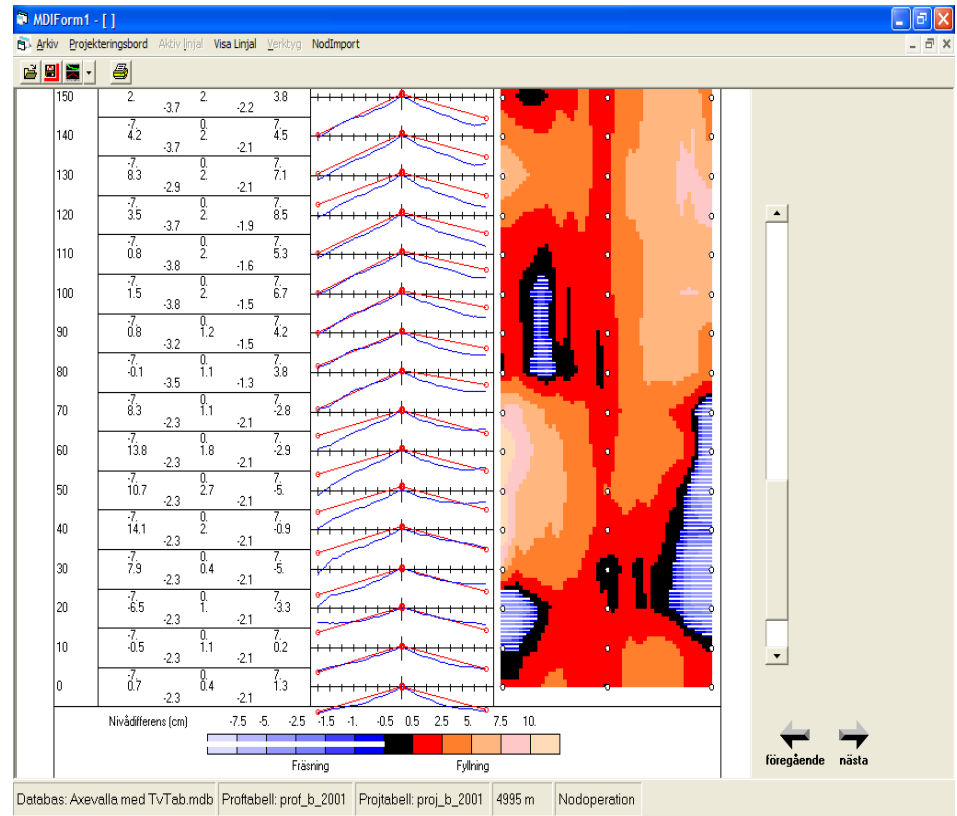 MDIForm1 - [ ]
Arkiv Projekteringsbord Aktiv linjal Visa Linjal Verktyg NodImport
150 2. 2. 3.8
-3.7 -2.2
-7. 0. 7.
140 4.2 2. 4.5
-3.7 -2.1
-7. 0. 7.
130 8.3 2. 7.1
-2.9 -2.1
-7. 0. 7.
120 3.5 2. 8.5
-3.7 -1.9
-7. 0. 7.
110 0.8 2. 5.3
-3.8 -1.6
-7. 0. 7.
100 1.5 2. 6.7
-3.8 -1.5
-7. 0. 7.
90 0.8 1.2 4.2
-3.2 -1.5
-7. 0. 7.
80 -0.1 1.1 3.8
-3.5 -1.3
-7. 0. 7.
70 8.3 1.1 -2.8
-2.3 -2.1
-7. 0. 7.
60 13.8 1.8 -2.9
-2.3 -2.1
-7. 0. 7.
50 10.7 2.7 -5.
-2.3 -2.1
-7. 0. 7.
40 14.1 2. -0.9
-2.3 -2.1
-7. 0. 7.
30 7.9 0.4 -5.
-2.3 -2.1
-7. 0. 7.
20 -6.5 1. -3.3
-2.3 -2.1
-7. 0. 7.
10 -0.5 1.1 0.2
-2.3 -2.1
-7. 0. 7.
0 0.7 0.4 1.3
-2.3 -2.1
Nivådifferens (cm) -7.5 -5. -2.5 -1.5 -1. -0.5 0.5 2.5 5. 7.5 10.
Fräsning Fyllning
föregående nästa
Databas: Axevalla med TvTab.mdb Proftabell: prof_b_2001 Projtabell: proj_b_2001 4995 m Nodoperation